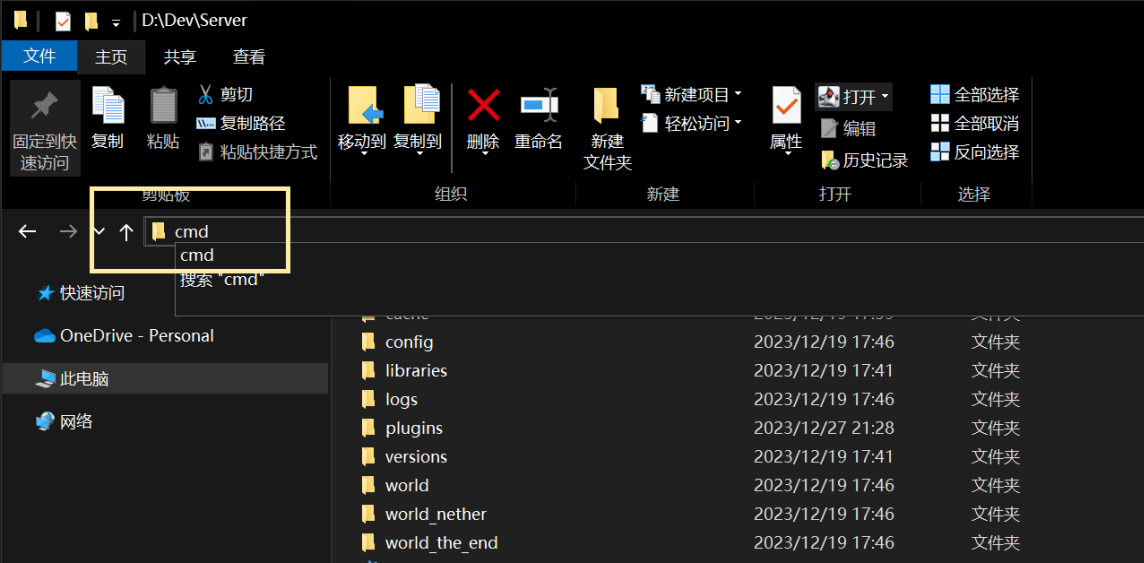 D:\Dev\Server
文件 主页 共享 查看
固定到快速访问
复制
粘贴
剪切
复制路径
粘贴快捷方式
移动到
复制到
删除
重命名
新建
文件夹
新建项目
轻松访问
属性
打开
编辑
历史记录
全部选择
全部取消
反向选择
剪贴板 组织 新建 打开 选择
cmd
cmd
搜索 "cmd"
快速访问
OneDrive - Personal
此电脑
网络
cache 2023/12/19 17:39 文件夹
config 2023/12/19 17:46 文件夹
libraries 2023/12/19 17:41 文件夹
logs 2023/12/19 17:46 文件夹
plugins 2023/12/27 21:28 文件夹
versions 2023/12/19 17:41 文件夹
world 2023/12/19 17:46 文件夹
world_nether 2023/12/19 17:46 文件夹
world_the_end 2023/12/19 17:46 文件夹